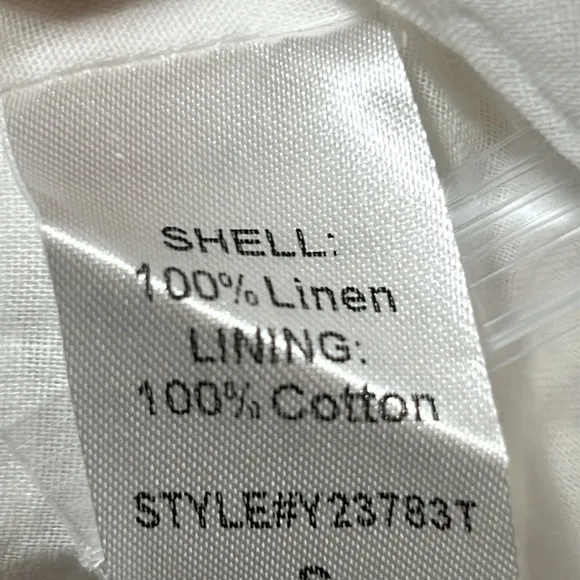 SHELL:
100% Linen
LINING:
100% Cotton
STYLE#Y23783T